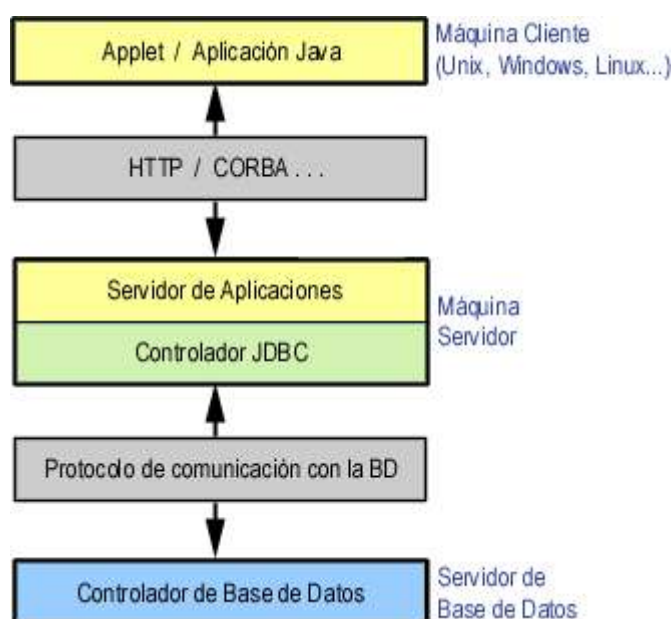 Applet / Aplicación Java
Máquina Cliente
(Unix, Windows, Linux...)
HTTP / CORBA . . .
Servidor de Aplicaciones
Controlador JDBC
Máquina
Servidor
Protocolo de comunicación con la BD
Controlador de Base de Datos
Servidor de
Base de Datos